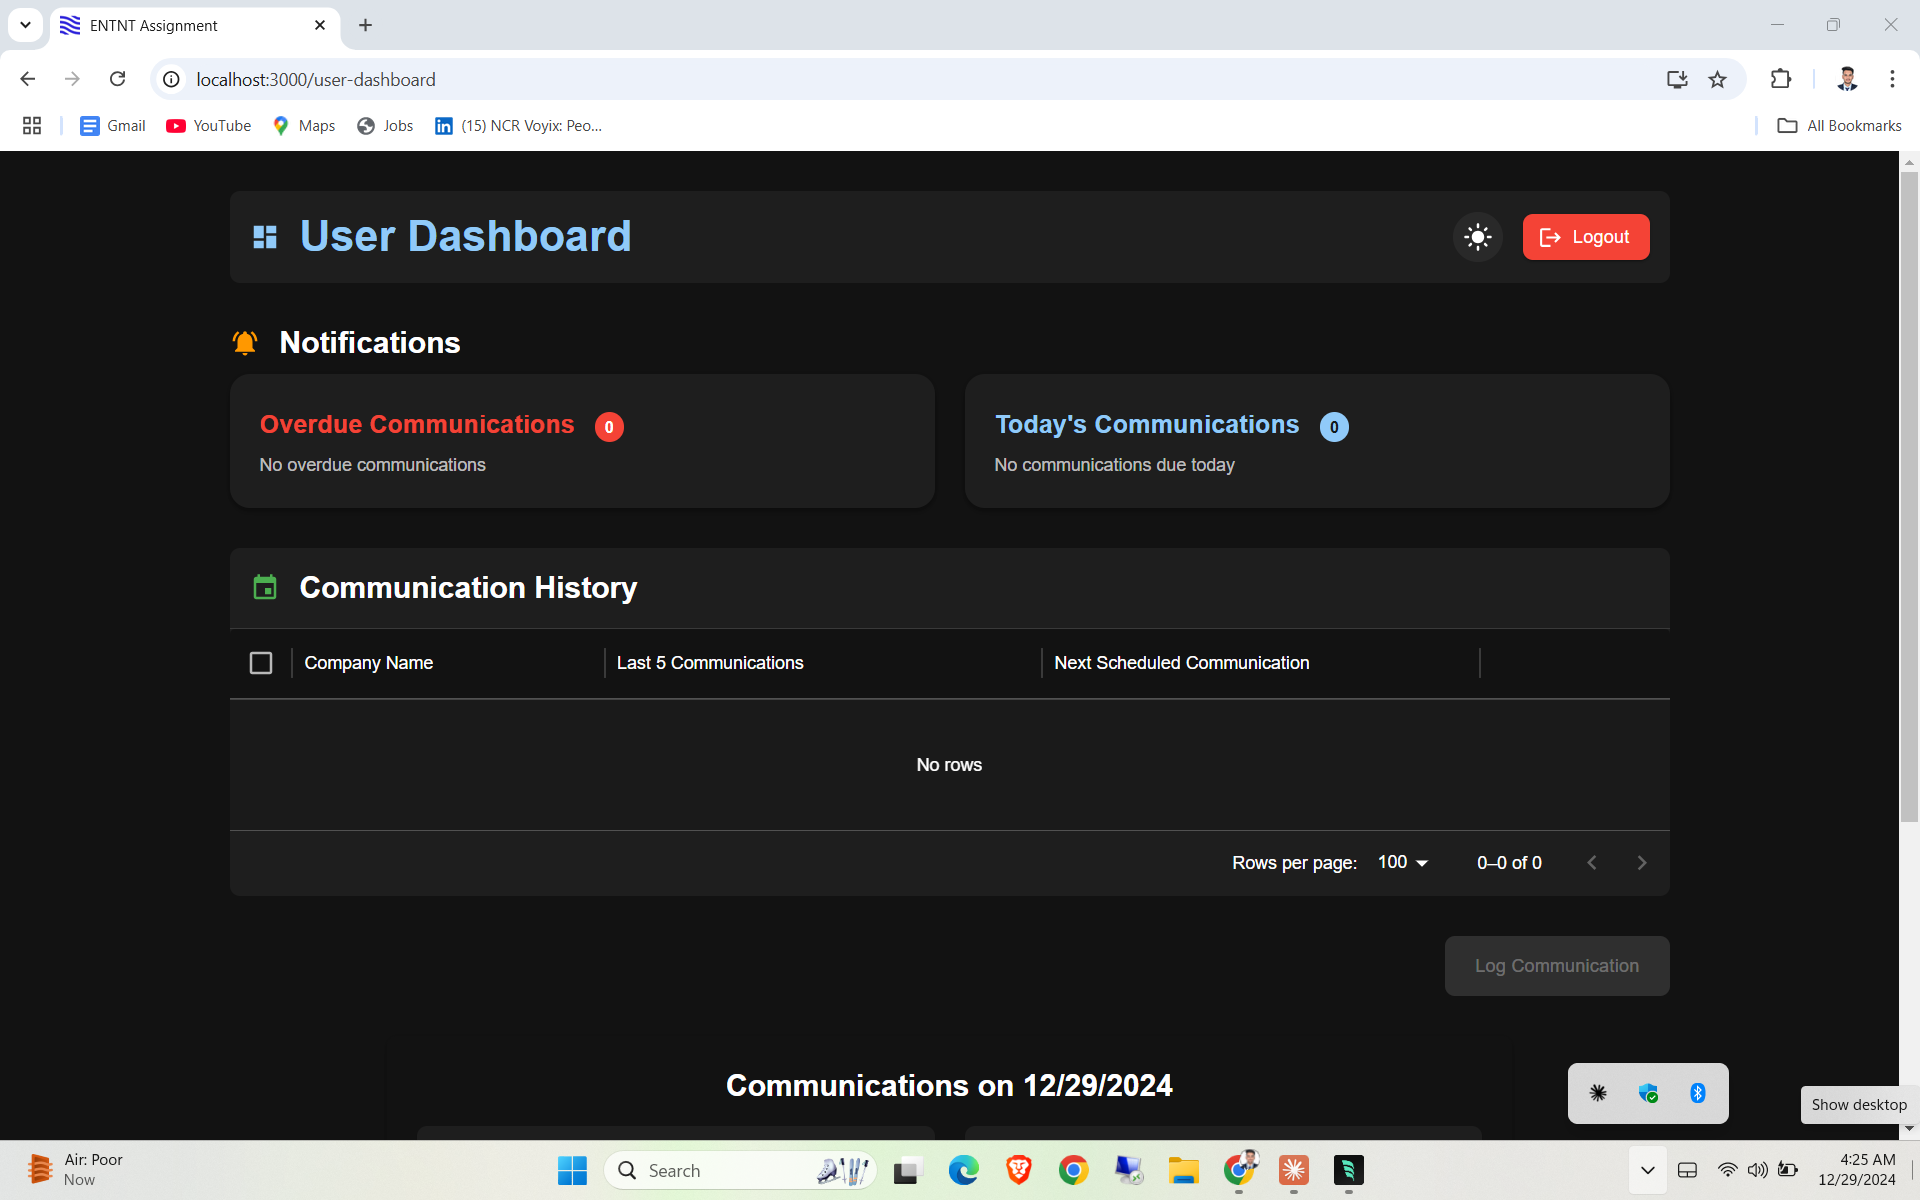 ENTNT Assignment
localhost:3000/user-dashboard
Gmail
YouTube
Maps
Jobs
(15) NCR Voyix: Peo...
All Bookmarks
User Dashboard
Logout
Notifications
Overdue Communications 0
No overdue communications
Today's Communications 0
No communications due today
Communication History
Company Name
Last 5 Communications
Next Scheduled Communication
No rows
Rows per page: 100
0–0 of 0
Log Communication
Communications on 12/29/2024
Show desktop
Air: Poor
Now
Search
4:25 AM
12/29/2024